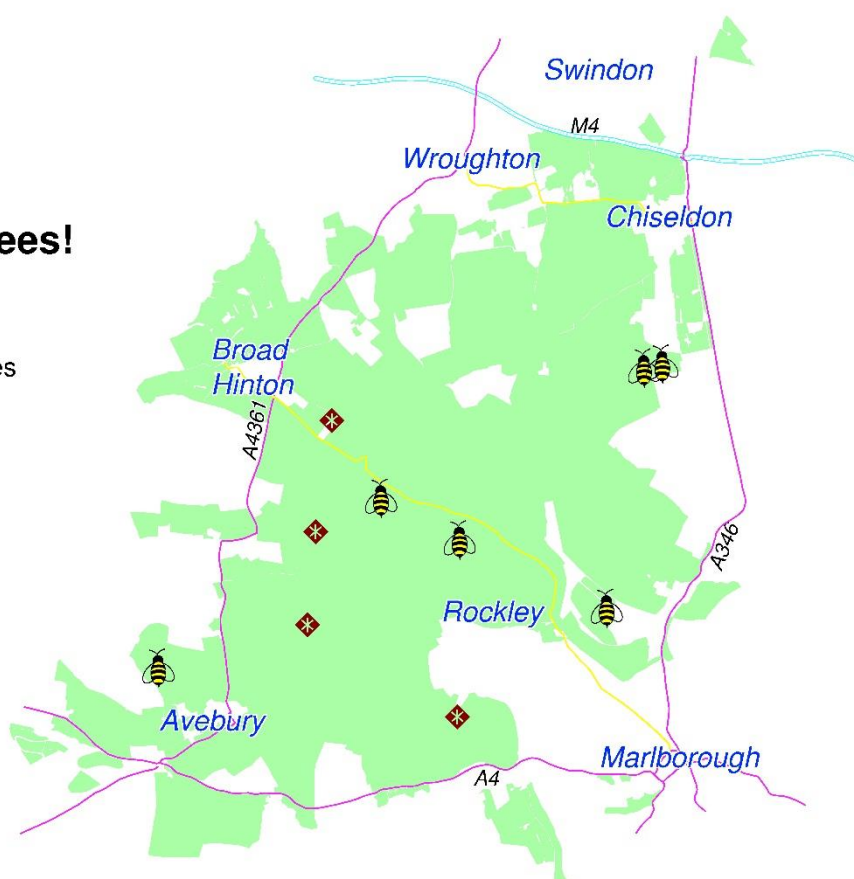 Swindon
M4
Wroughton
Chiseldon
ees!
Broad
Hinton
es
A4361
A346
Rockley
Avebury
Marlborough
A4